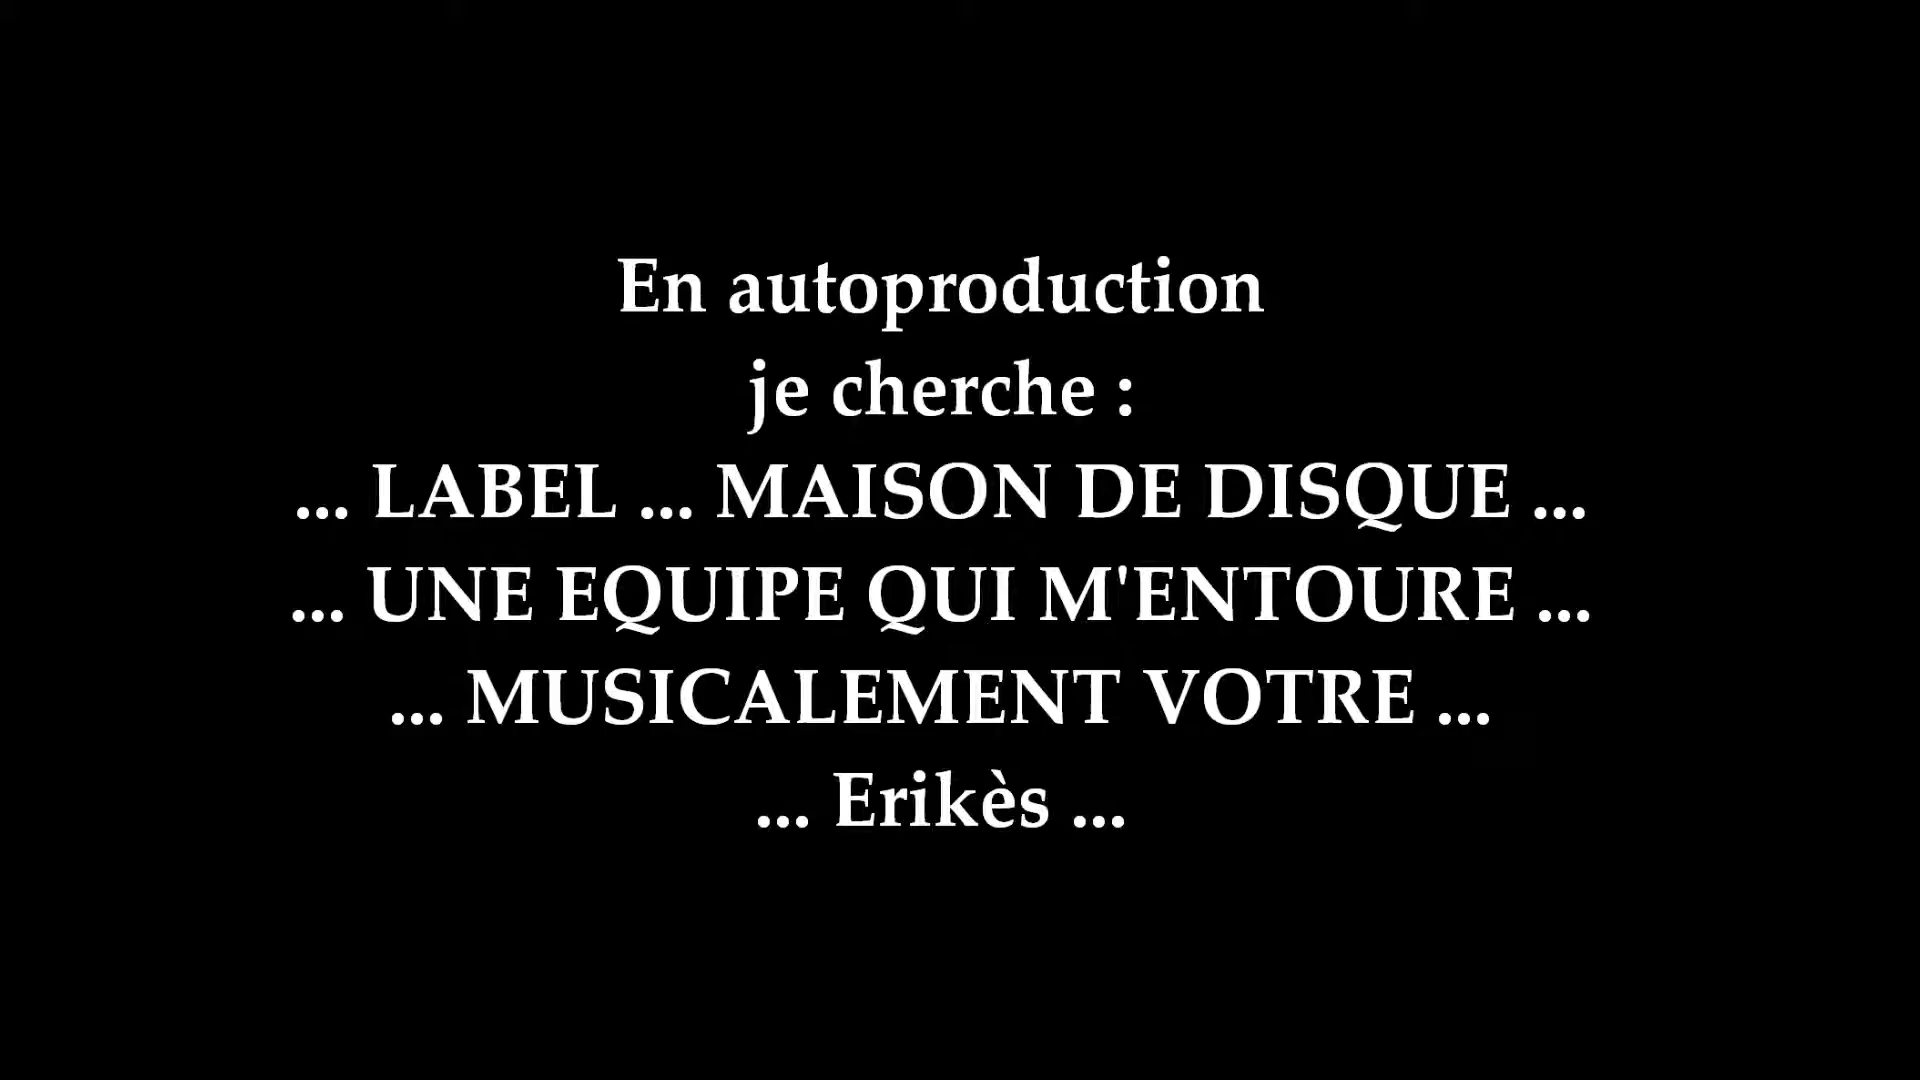 En autoproduction
je cherche :
... LABEL ... MAISON DE DISQUE ...
... UNE EQUIPE QUI M'ENTOURE ...
... MUSICALEMENT VOTRE ...
... Erikès ...